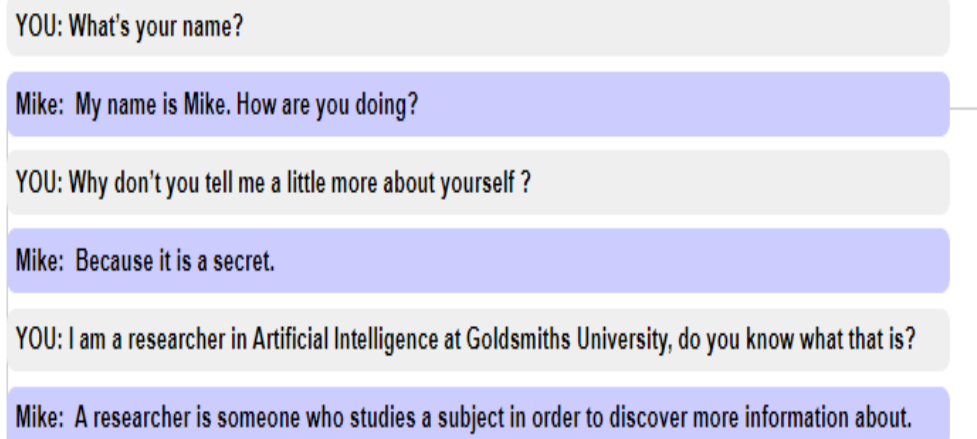 YOU: What's your name?
Mike: My name is Mike. How are you doing?
YOU: Why don't you tell me a little more about yourself ?
Mike: Because it is a secret.
YOU: I am a researcher in Artificial Intelligence at Goldsmiths University, do you know what that is?
Mike: A researcher is someone who studies a subject in order to discover more information about.